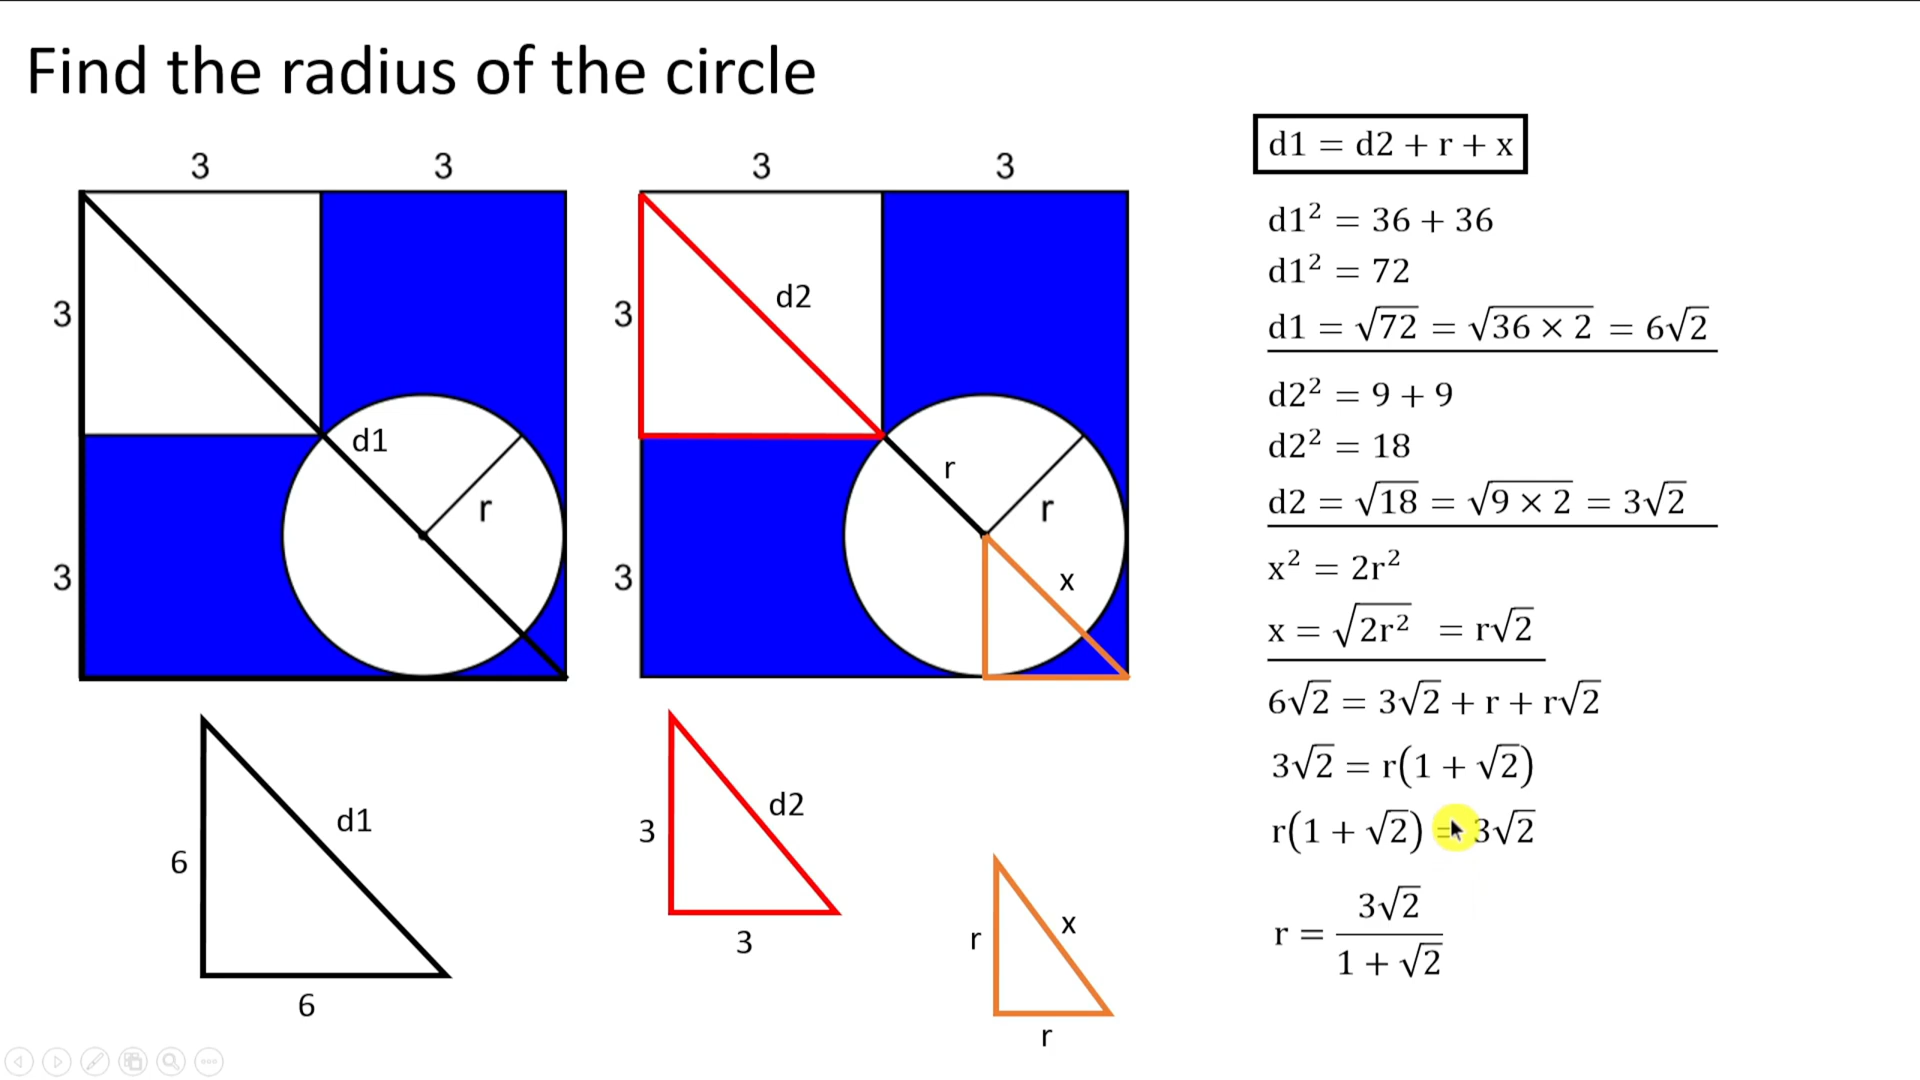 Find the radius of the circle
3 3
3
d1
r
3
3 3
3
d2
r
r
x
3
d1
6
6
d2
3
3
x
r
r
d1 = d2 + r + x
d1² = 36 + 36
d1² = 72
d1 = √72 = √36 × 2 = 6√2
d2² = 9 + 9
d2² = 18
d2 = √18 = √9 × 2 = 3√2
x² = 2r²
x = √2r² = r√2
6√2 = 3√2 + r + r√2
3√2 = r(1 + √2)
r(1 + √2) = 3√2
r = 3√2
1 + √2